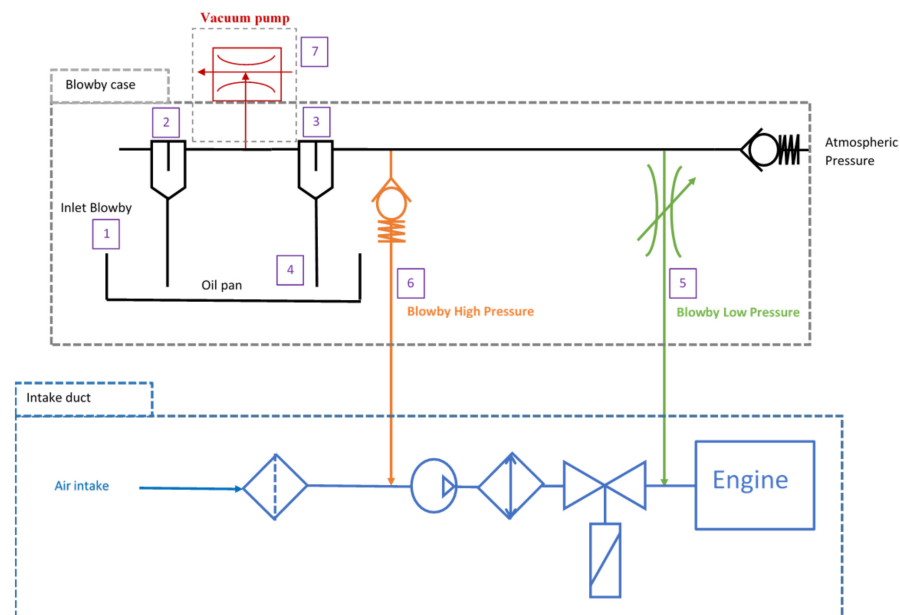 Vacuum pump
7
Blowby case
2
3
Atmospheric
Pressure
Inlet Blowby
1
4
Oil pan
6
5
Blowby High Pressure
Blowby Low Pressure
Intake duct
Air intake
Engine